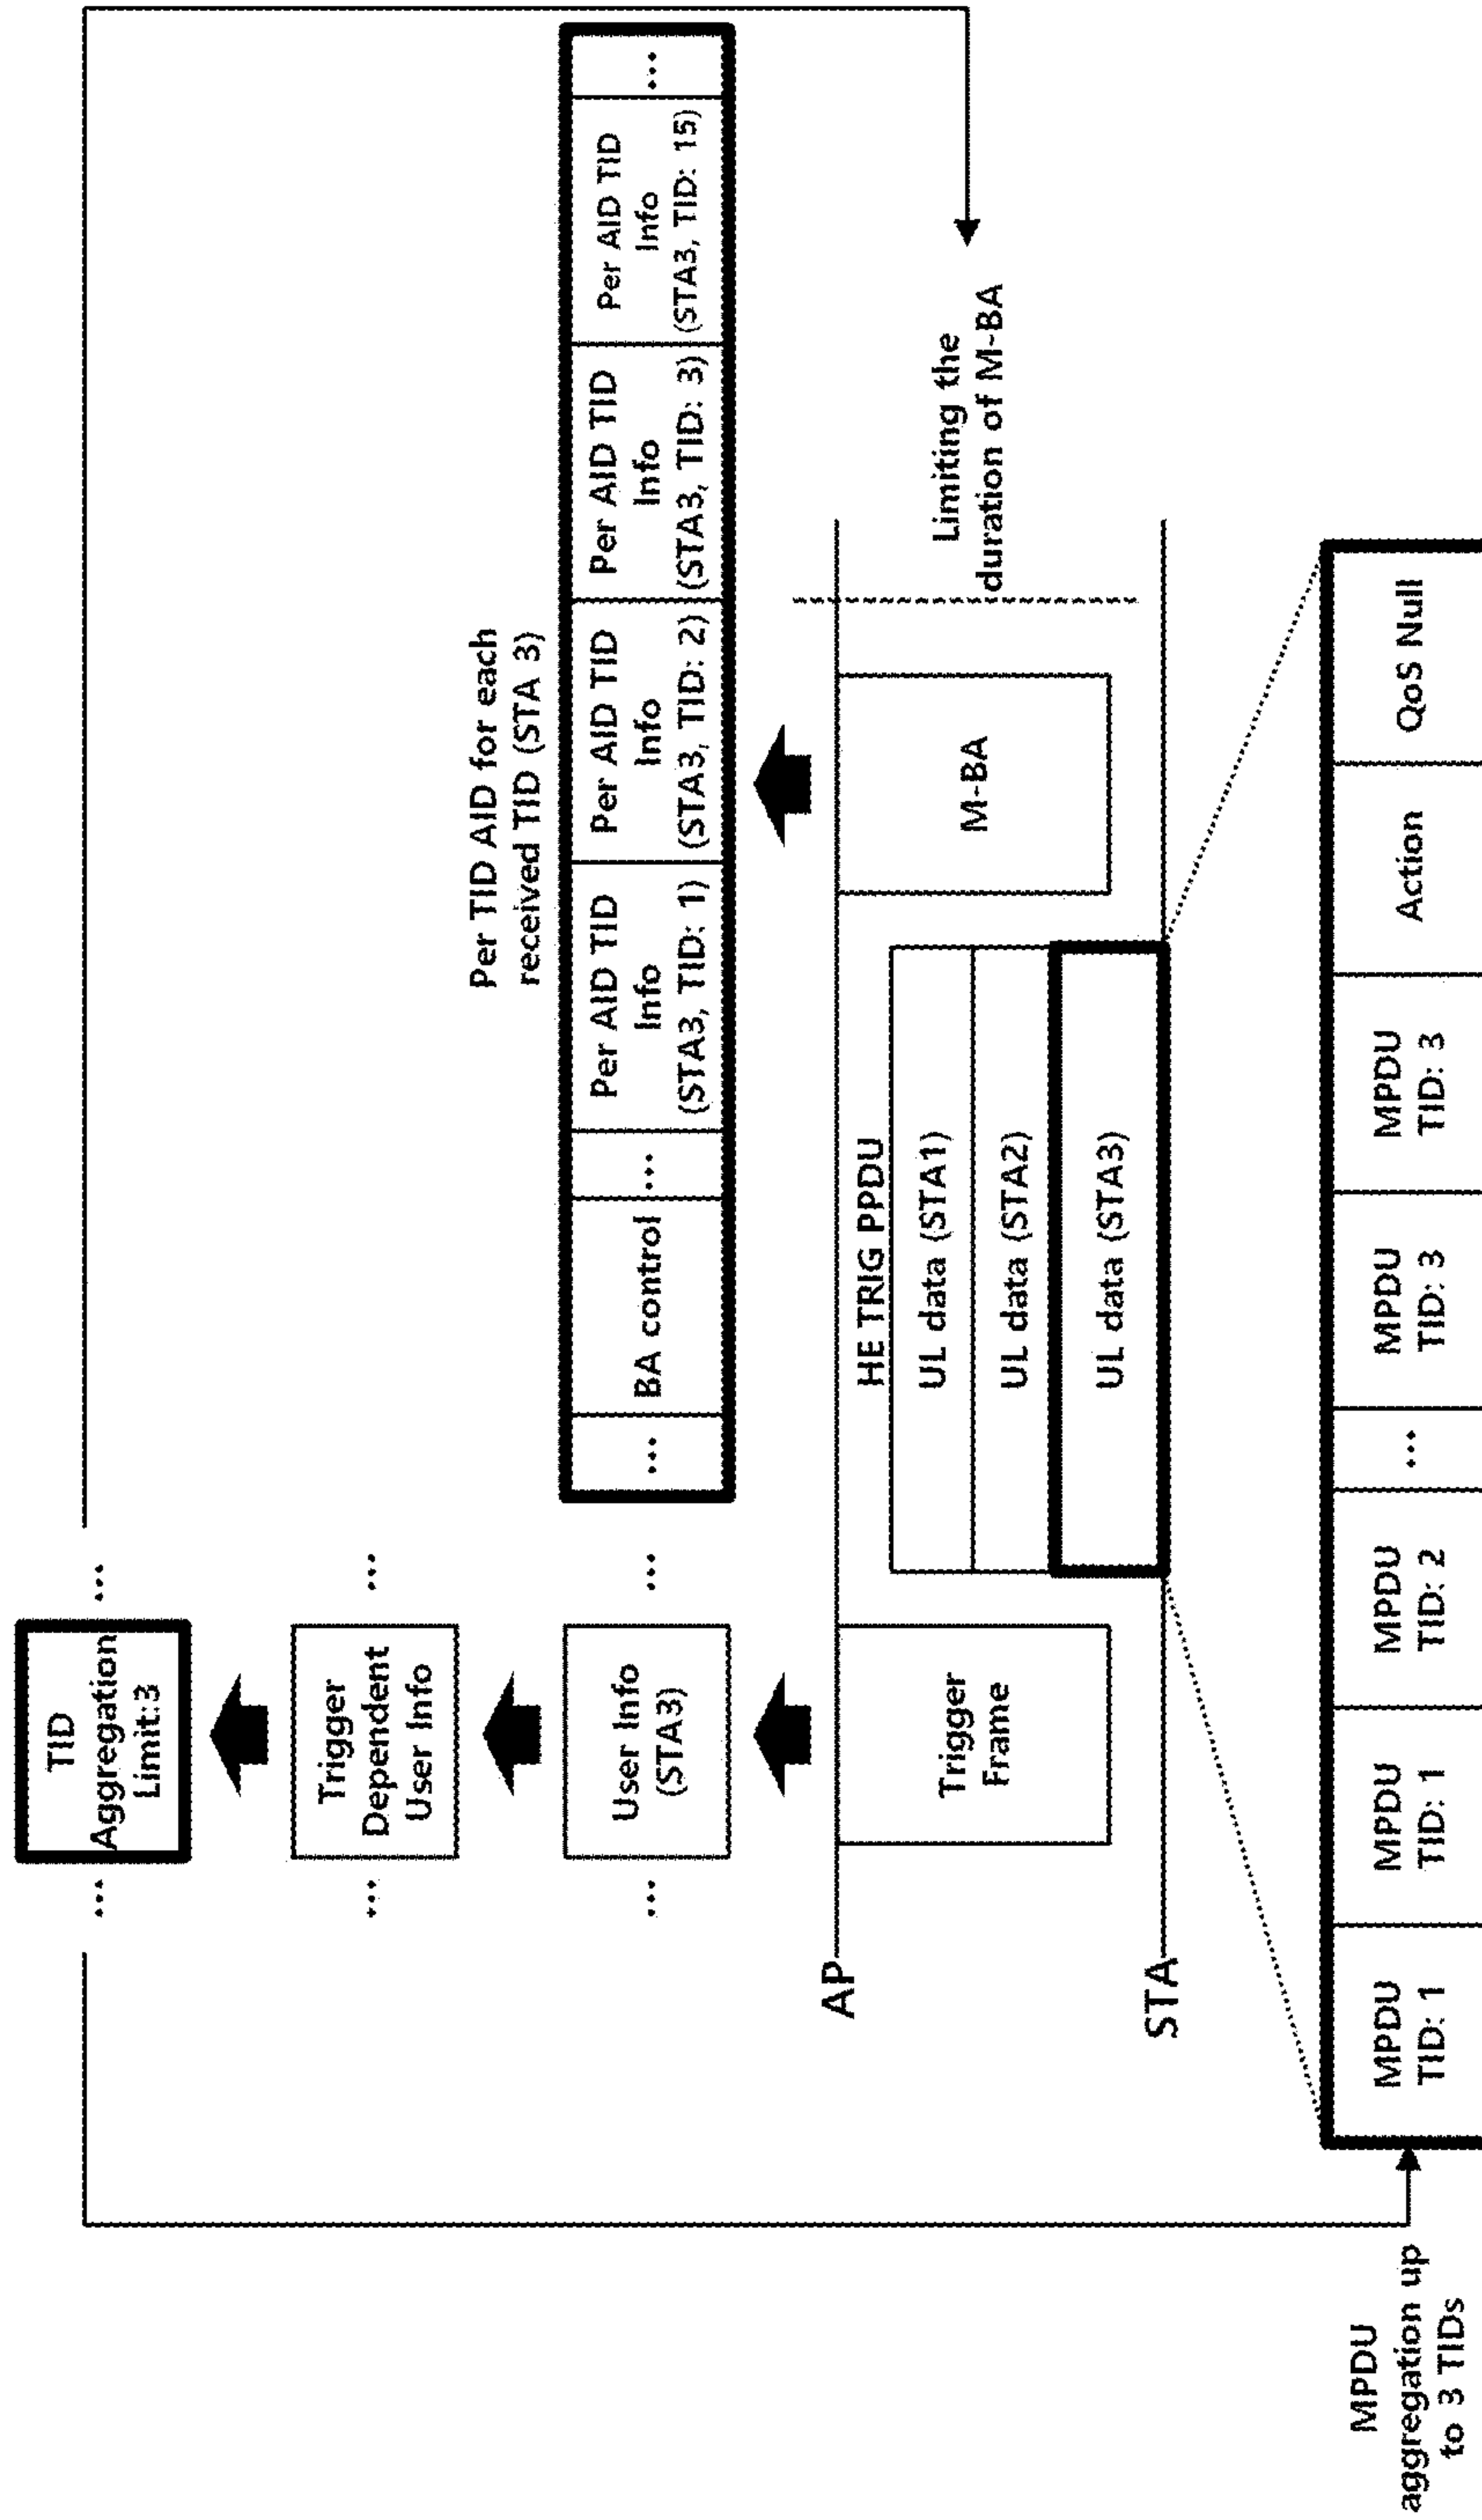 TID
Aggregation
Limit:3
...
...
Trigger
Dependent
User Info
...
...
User Info
(STA3)
...
...
Per TID AID for each
received TID (STA 3)
...
BA control
...
Per AID TID
Info
(STA3, TID: 1)
Per AID TID
Info
(STA3, TID: 2)
Per AID TID
Info
(STA3, TID: 3)
Per AID TID
Info
(STA3, TID: 15)
...
AP
Trigger
Frame
HE TRIG PPDU
UL data (STA1)
UL data (STA2)
UL data (STA3)
M-BA
Limiting the
duration of M-BA
STA
MPDU
aggregation up
to 3 TIDs
MPDU
TID: 1
MPDU
TID: 1
MPDU
TID: 2
...
MPDU
TID: 3
MPDU
TID: 3
Action
QoS Null